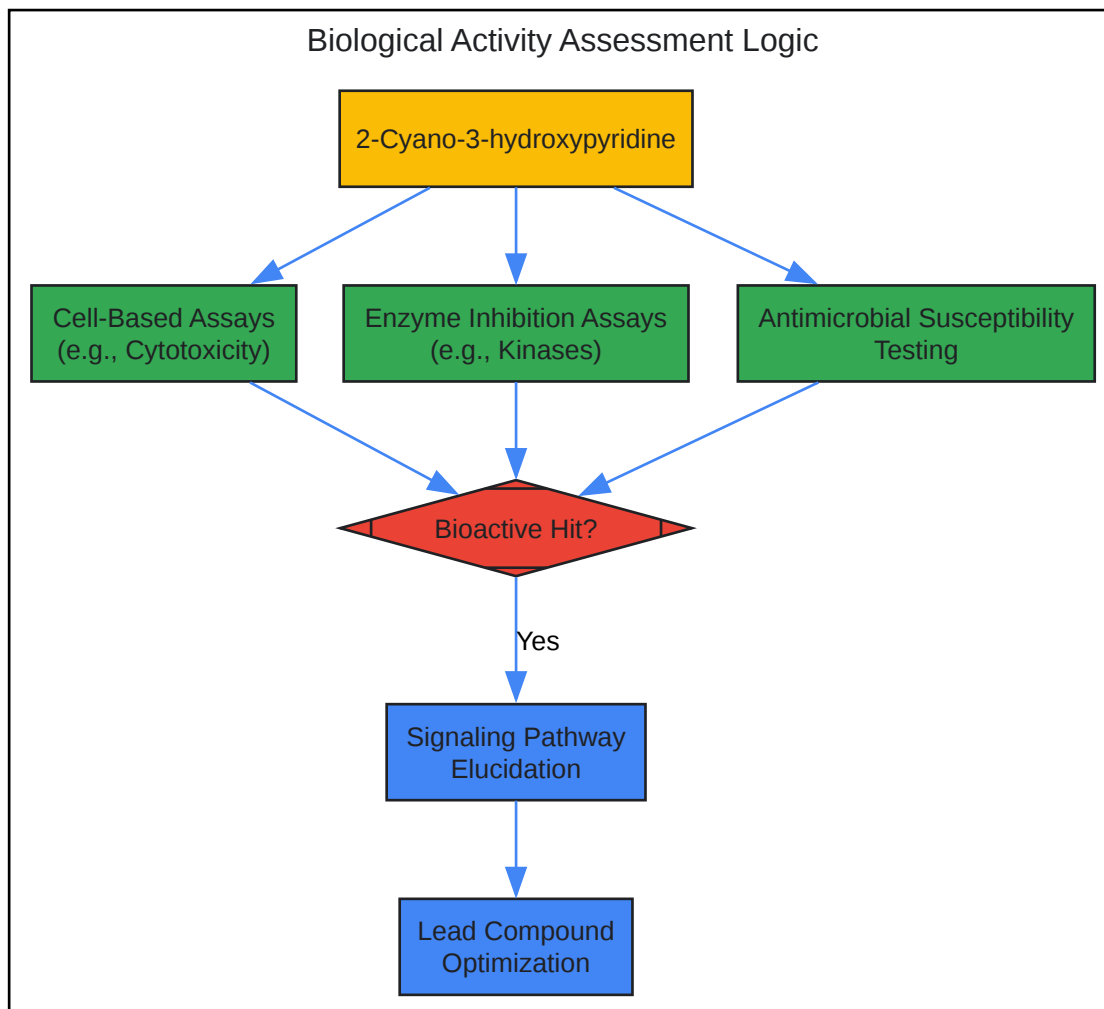 Biological Activity Assessment Logic
2-Cyano-3-hydroxypyridine
Cell-Based Assays
(e.g., Cytotoxicity)
Enzyme Inhibition Assays
(e.g., Kinases)
Antimicrobial Susceptibility
Testing
Bioactive Hit?
Yes
Signaling Pathway
Elucidation
Lead Compound
Optimization